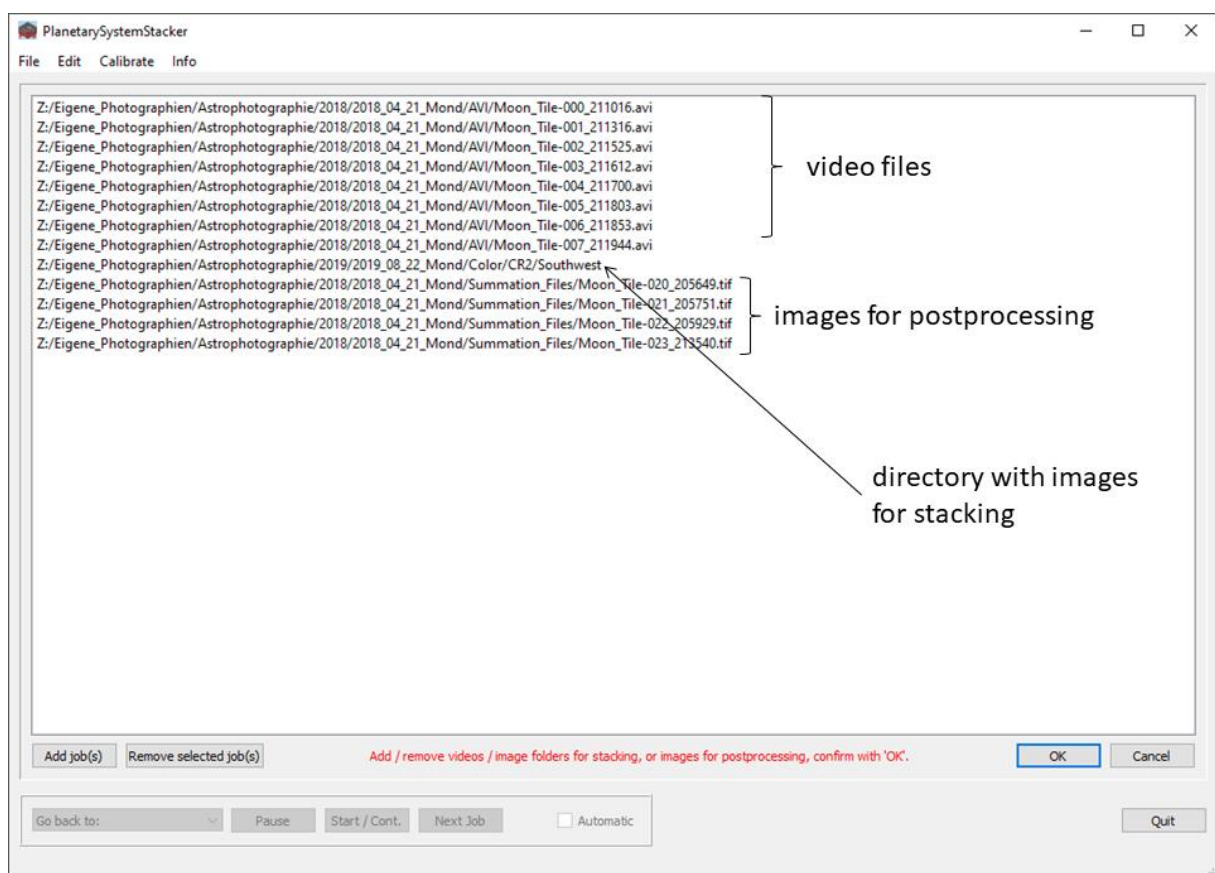 PlanetarySystemStacker
File Edit Calibrate Info
Z:/Eigene_Photographien/Astrophotographie/2018/2018_04_21_Mond/AVI/Moon_Tile-000_211016.avi
Z:/Eigene_Photographien/Astrophotographie/2018/2018_04_21_Mond/AVI/Moon_Tile-001_211316.avi
Z:/Eigene_Photographien/Astrophotographie/2018/2018_04_21_Mond/AVI/Moon_Tile-002_211525.avi
Z:/Eigene_Photographien/Astrophotographie/2018/2018_04_21_Mond/AVI/Moon_Tile-003_211612.avi
Z:/Eigene_Photographien/Astrophotographie/2018/2018_04_21_Mond/AVI/Moon_Tile-004_211700.avi
Z:/Eigene_Photographien/Astrophotographie/2018/2018_04_21_Mond/AVI/Moon_Tile-005_211803.avi
Z:/Eigene_Photographien/Astrophotographie/2018/2018_04_21_Mond/AVI/Moon_Tile-006_211853.avi
Z:/Eigene_Photographien/Astrophotographie/2018/2018_04_21_Mond/AVI/Moon_Tile-007_211944.avi
Z:/Eigene_Photographien/Astrophotographie/2019/2019_08_22_Mond/Color/CR2/Southwest
Z:/Eigene_Photographien/Astrophotographie/2018/2018_04_21_Mond/Summation_Files/Moon_Tile-020_205649.tif
Z:/Eigene_Photographien/Astrophotographie/2018/2018_04_21_Mond/Summation_Files/Moon_Tile-021_205751.tif
Z:/Eigene_Photographien/Astrophotographie/2018/2018_04_21_Mond/Summation_Files/Moon_Tile-022_205929.tif
Z:/Eigene_Photographien/Astrophotographie/2018/2018_04_21_Mond/Summation_Files/Moon_Tile-023_213540.tif
video files
images for postprocessing
directory with images
for stacking
Add job(s) Remove selected job(s) Add / remove videos / image folders for stacking, or images for postprocessing, confirm with 'OK'. OK Cancel
Go back to: Pause Start / Cont. Next Job Automatic Quit